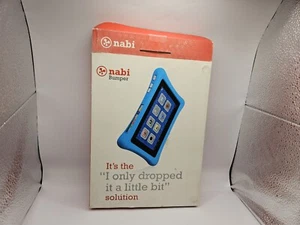 nabi
nabi
Bumper
It's the
"I only dropped
it a little bit"
solution